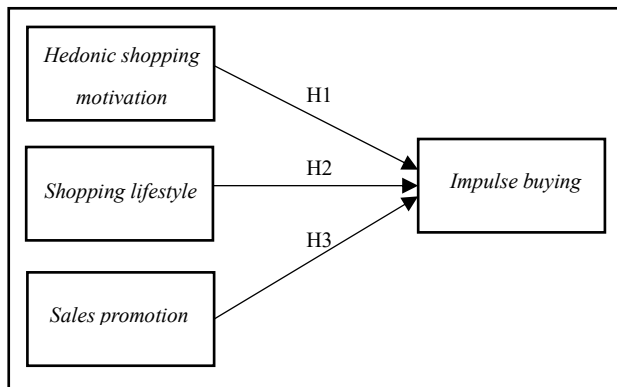 Hedonic shopping
motivation
H1
Shopping lifestyle
H2
Impulse buying
H3
Sales promotion